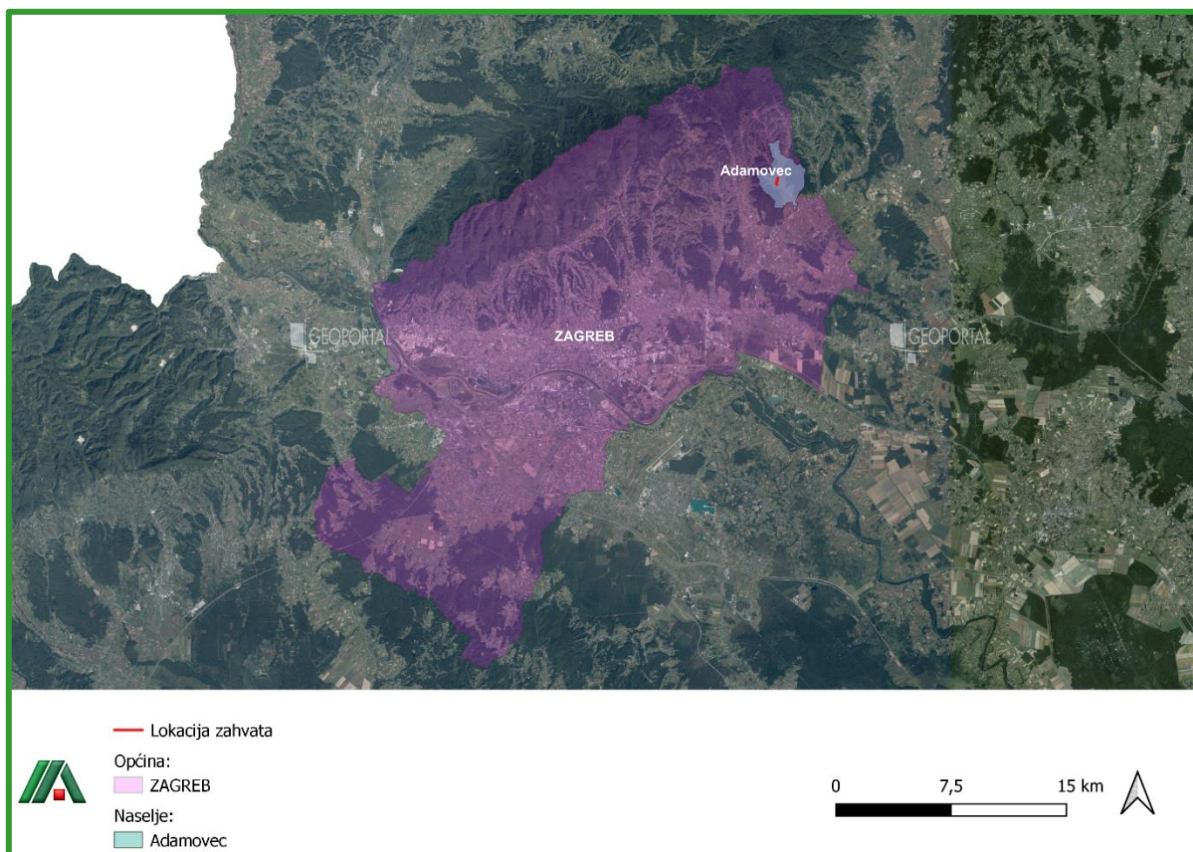 Adamovec
ZAGREB
GEOPORTAL
GEOPORTAL
Lokacija zahvata
Općina:
ZAGREB
Naselje:
Adamovec
0 7,5 15 km